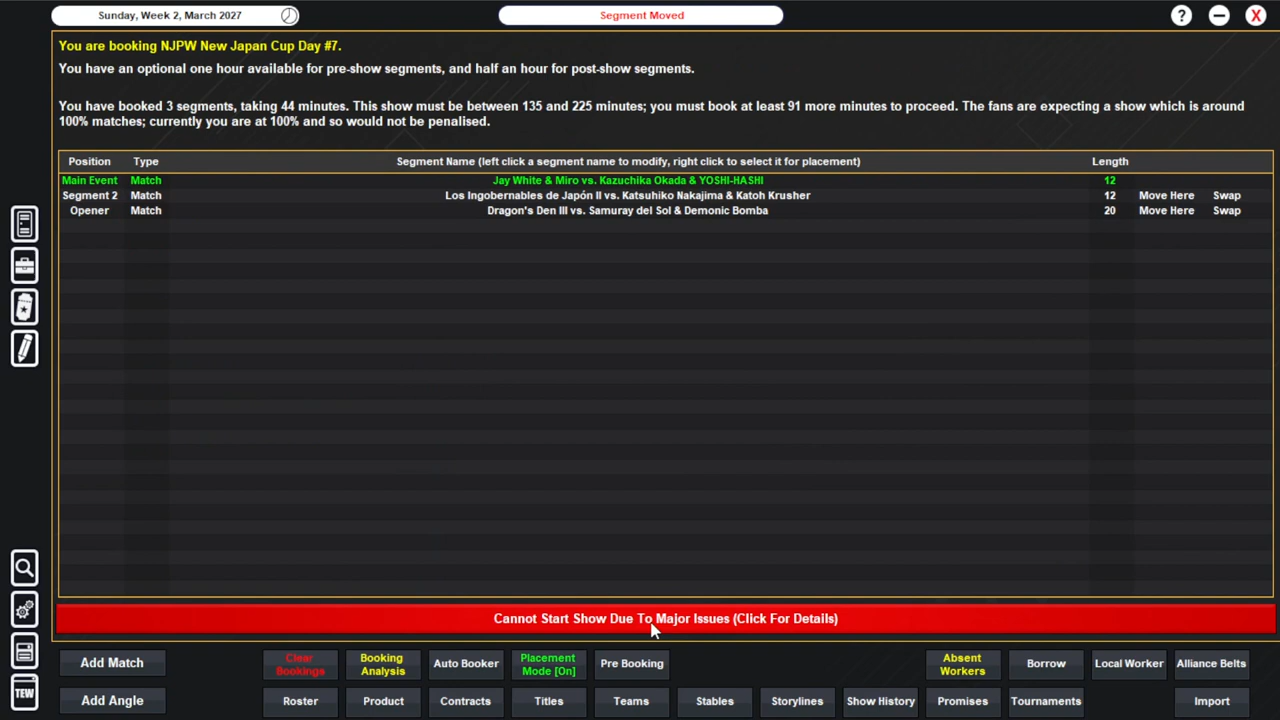 Sunday, Week 2, March 2027
Segment Moved
?
X
You are booking NJPW New Japan Cup Day #7.
You have an optional one hour available for pre-show segments, and half an hour for post-show segments.
You have booked 3 segments, taking 44 minutes. This show must be between 135 and 225 minutes; you must book at least 91 more minutes to proceed. The fans are expecting a show which is around
100% matches; currently you are at 100% and so would not be penalised.
Position Type Segment Name (left click a segment name to modify, right click to select it for placement) Length
Main Event Match Jay White & Miro vs. Kazuchika Okada & YOSHI-HASHI 12
Segment 2 Match Los Ingobernables de Japón II vs. Katsuhiko Nakajima & Katoh Krusher 12 Move Here Swap
Opener Match Dragon's Den III vs. Samuray del Sol & Demonic Bomba 20 Move Here Swap
Cannot Start Show Due To Major Issues (Click For Details)
Add Match
Clear
Bookings
Booking
Analysis
Auto Booker
Placement
Mode [On]
Pre Booking
Absent
Workers
Borrow
Local Worker
Alliance Belts
TEW
Add Angle
Roster
Product
Contracts
Titles
Teams
Stables
Storylines
Show History
Promises
Tournaments
Import